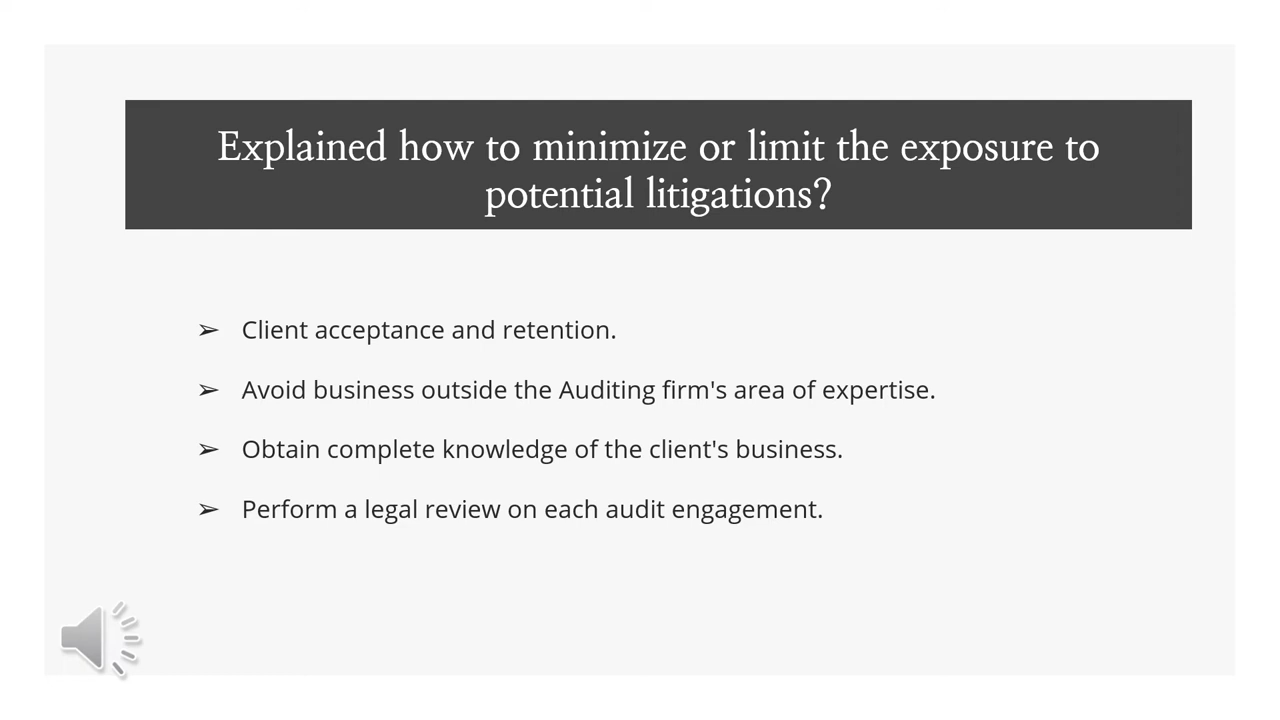 Explained how to minimize or limit the exposure to
potential litigations?
➢ Client acceptance and retention.
➢ Avoid business outside the Auditing firm's area of expertise.
➢ Obtain complete knowledge of the client's business.
➢ Perform a legal review on each audit engagement.